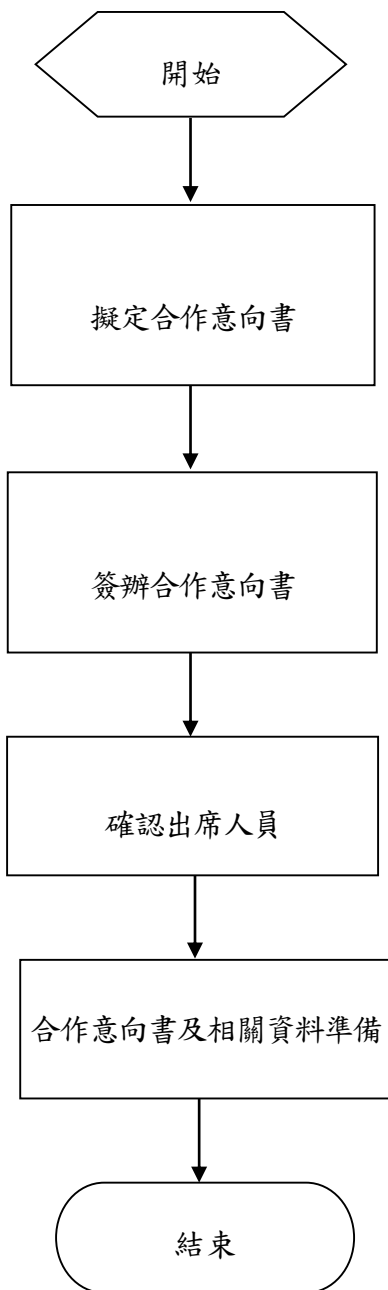 開始
擬定合作意向書
簽辦合作意向書
確認出席人員
合作意向書及相關資料準備
結束